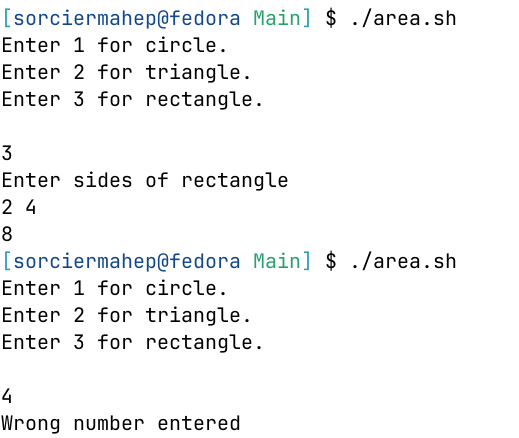 [sorciermahep@fedora Main] $ ./area.sh
Enter 1 for circle.
Enter 2 for triangle.
Enter 3 for rectangle.

3
Enter sides of rectangle
2 4
8
[sorciermahep@fedora Main] $ ./area.sh
Enter 1 for circle.
Enter 2 for triangle.
Enter 3 for rectangle.

4
Wrong number entered